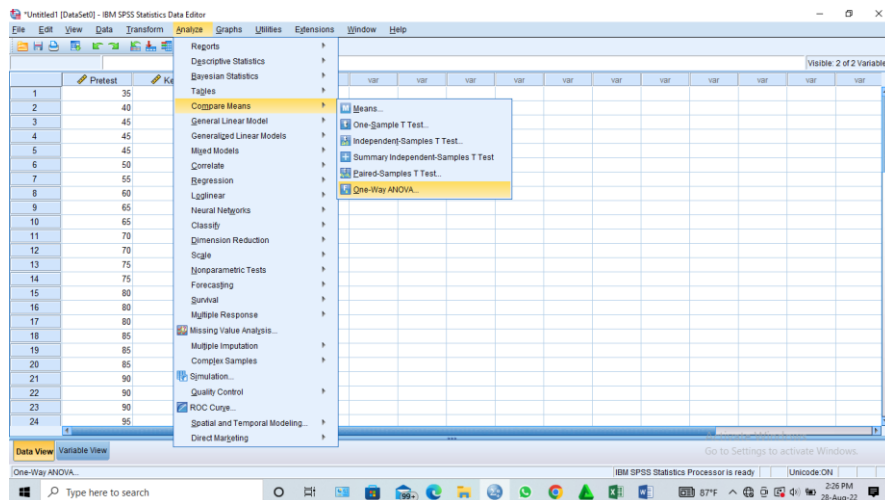 *Untitled1 [DataSet0] - IBM SPSS Statistics Data Editor
File Edit View Data Transform Analyze Graphs Utilities Extensions Window Help
Visible: 2 of 2 Variable
Pretest Ke var var var var var var var var var var var
1 35
2 40
3 45
4 45
5 45
6 50
7 55
8 60
9 65
10 65
11 70
12 70
13 75
14 75
15 80
16 80
17 80
18 85
19 85
20 85
21 90
22 90
23 90
24 95
Reports
Descriptive Statistics
Bayesian Statistics
Tables
Compare Means
General Linear Model
Generalized Linear Models
Mixed Models
Correlate
Regression
Loglinear
Neural Networks
Classify
Dimension Reduction
Scale
Nonparametric Tests
Forecasting
Survival
Multiple Response
Missing Value Analysis...
Multiple Imputation
Complex Samples
Simulation...
Quality Control
ROC Curve...
Spatial and Temporal Modeling...
Direct Marketing
Means...
One-Sample T Test...
Independent-Samples T Test...
Summary Independent-Samples T Test
Paired-Samples T Test...
One-Way ANOVA...
Go to Settings to activate Windows.
Data View Variable View
One-Way ANOVA...
IBM SPSS Statistics Processor is ready
Unicode:ON
Type here to search
99+
87°F
2:26 PM
28-Aug-22